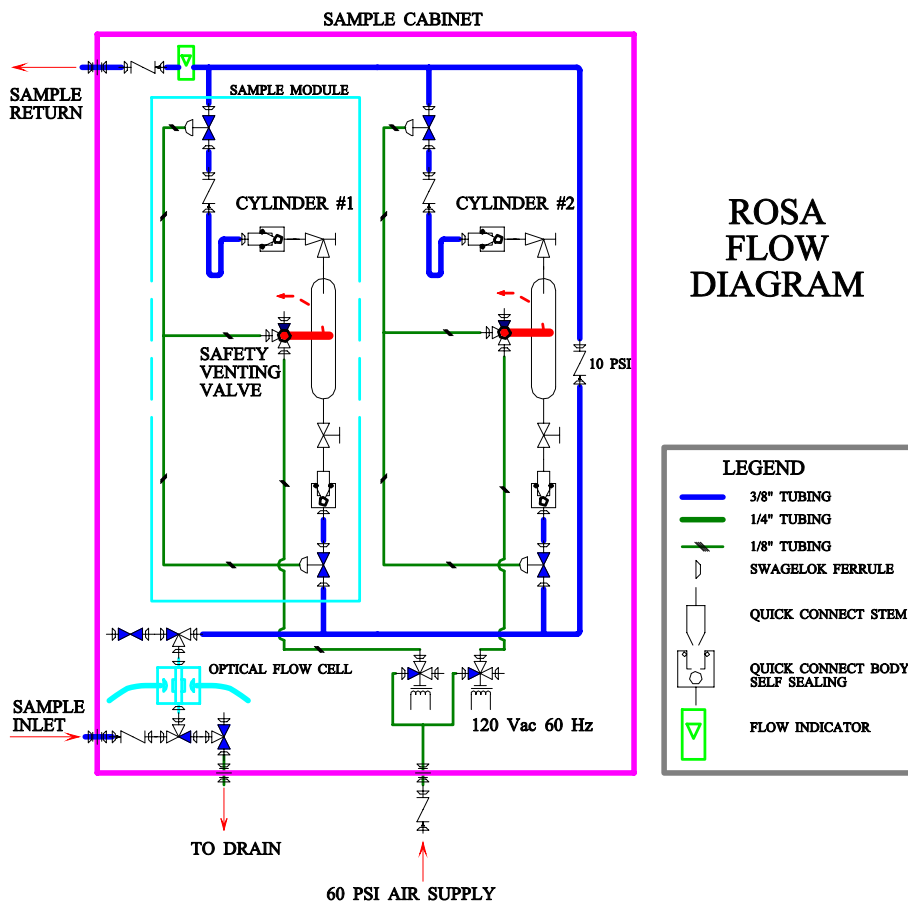 SAMPLE CABINET
SAMPLE
RETURN
SAMPLE MODULE
CYLINDER #1
CYLINDER #2
ROSA
FLOW
DIAGRAM
SAFETY
VENTING
VALVE
10 PSI
LEGEND
3/8" TUBING
1/4" TUBING
1/8" TUBING
SWAGELOK FERRULE
QUICK CONNECT STEM
QUICK CONNECT BODY
SELF SEALING
FLOW INDICATOR
OPTICAL FLOW CELL
SAMPLE
INLET
120 Vac 60 Hz
TO DRAIN
60 PSI AIR SUPPLY